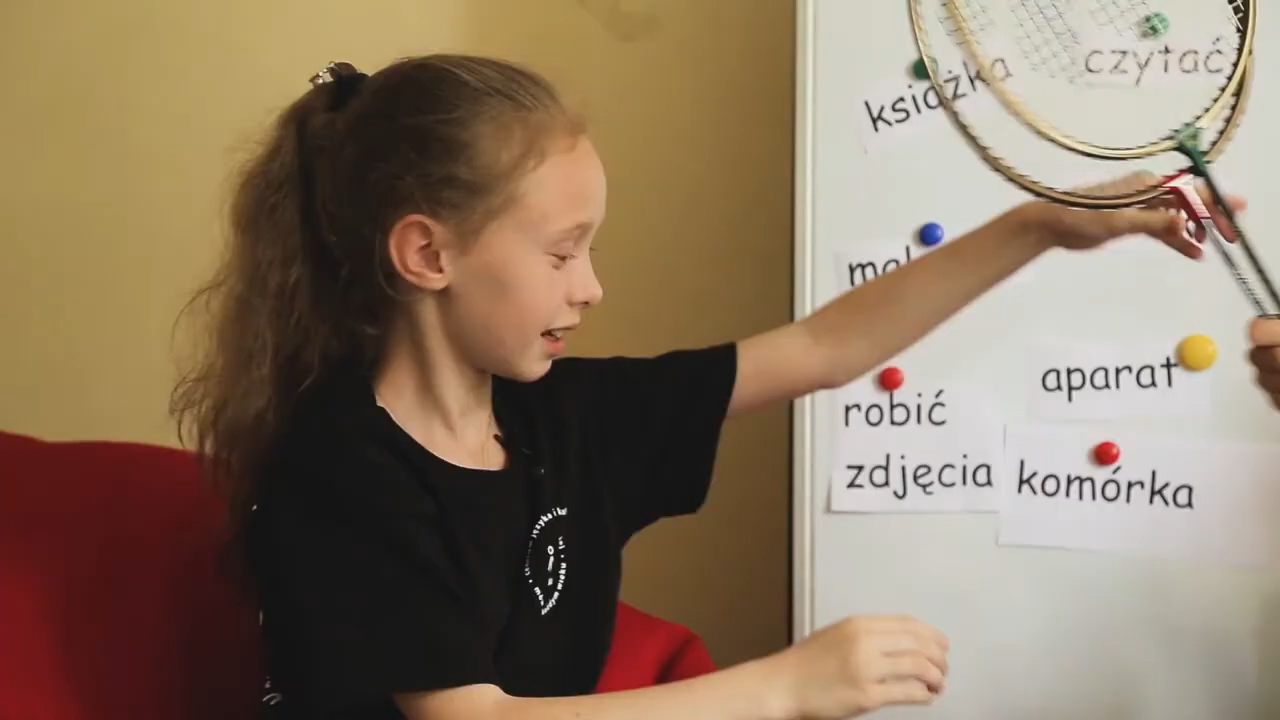 czytać
książka
robić
zdjęcia
aparat
komórka